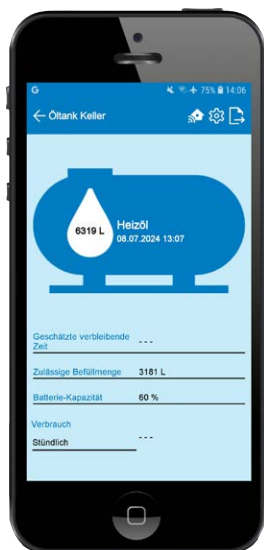 G 75% 14:06
Öltank Keller
6319 L
Heizöl
08.07.2024 13:07
Geschätzte verbleibende
Zeit
- - -
Zulässige Befüllmenge 3181 L
Batterie-Kapazität 60 %
Verbrauch
Stündlich
- - -